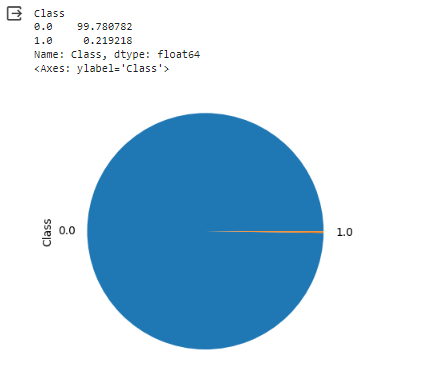 Class
0.0    99.780782
1.0     0.219218
Name: Class, dtype: float64
<Axes: ylabel='Class'>
Class
0.0
1.0